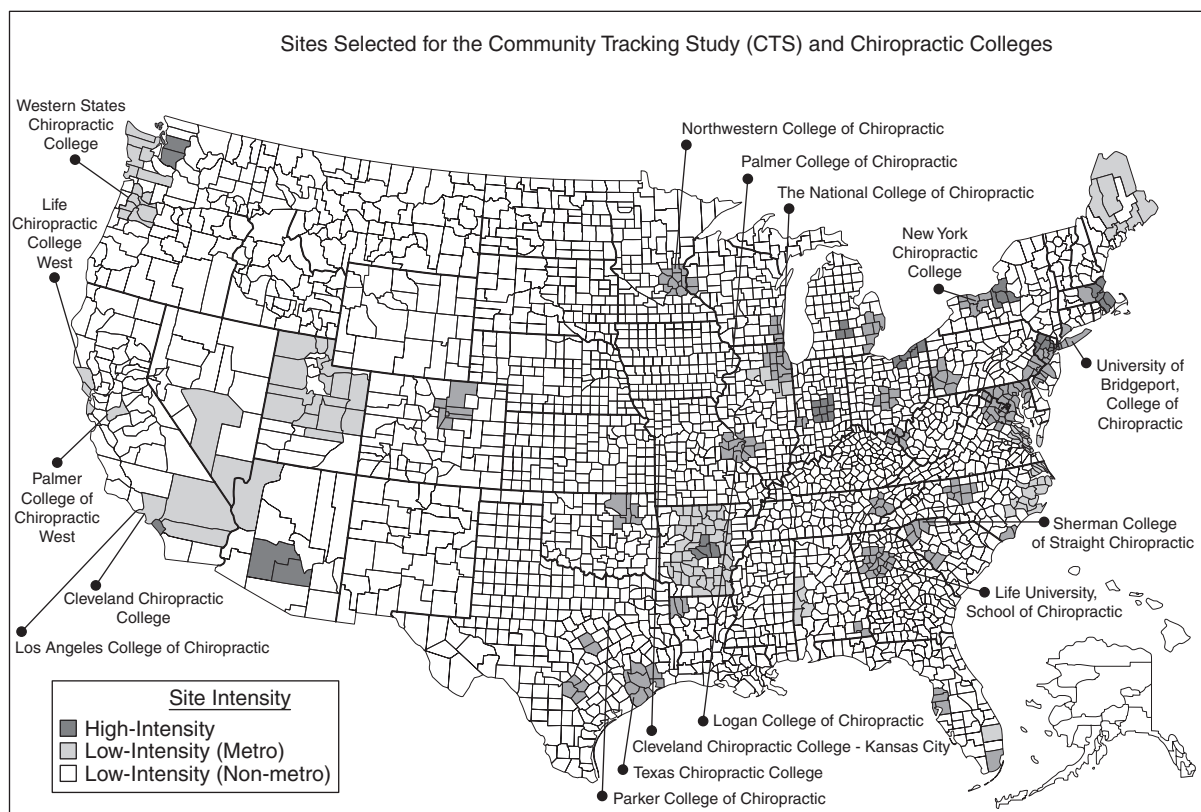 Sites Selected for the Community Tracking Study (CTS) and Chiropractic Colleges
Western States
Chiropractic
College
Life
Chiropractic
College
West
Northwestern College of Chiropractic
Palmer College of Chiropractic
The National College of Chiropractic
New York
Chiropractic
College
University of
Bridgeport,
College of
Chiropractic
Palmer
College of
Chiropractic
West
Cleveland Chiropractic
College
Los Angeles College of Chiropractic
Sherman College
of Straight Chiropractic
Life University,
School of Chiropractic
Logan College of Chiropractic
Cleveland Chiropractic College - Kansas City
Texas Chiropractic College
Parker College of Chiropractic
Site Intensity
High-Intensity
Low-Intensity (Metro)
Low-Intensity (Non-metro)